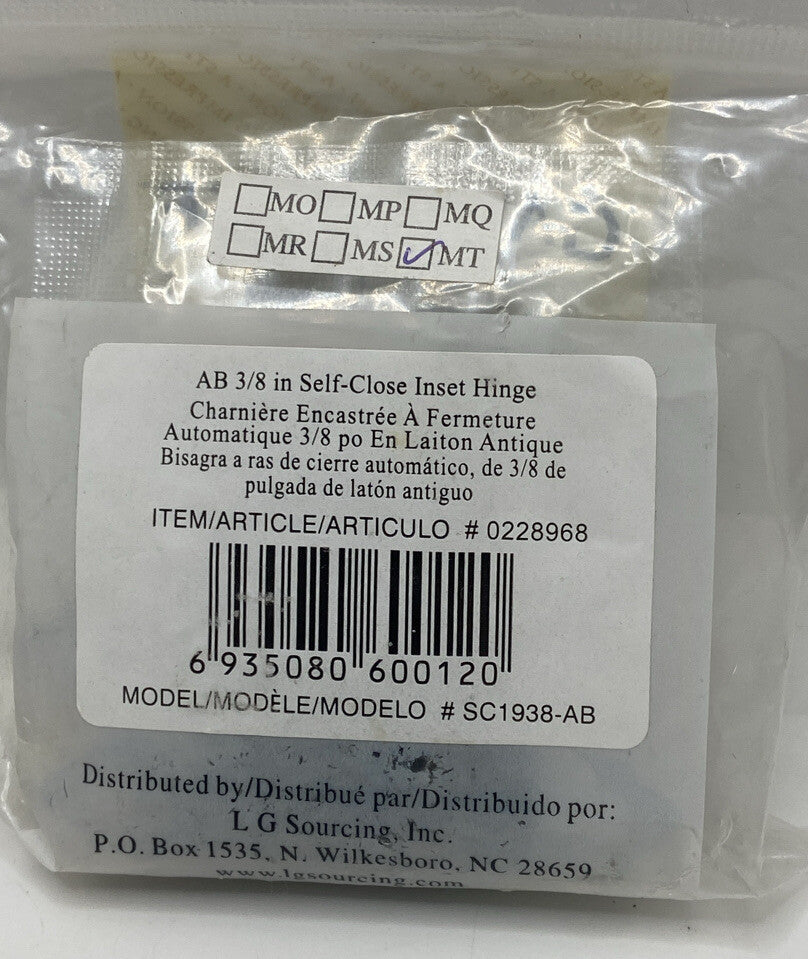 ☐MO☐MP☐MQ
☐MR☐MS☑MT
AB 3/8 in Self-Close Inset Hinge
Charnière Encastrée À Fermeture
Automatique 3/8 po En Laiton Antique
Bisagra a ras de cierre automático, de 3/8 de
pulgada de latón antiguo
ITEM/ARTICLE/ARTICULO # 0228968
6 935080 600120
MODEL/MODÈLE/MODELO # SC1938-AB
Distributed by/Distribué par/Distribuido por:
L G Sourcing, Inc.
P.O. Box 1535, N. Wilkesboro, NC 28659
www.lgsourcing.com